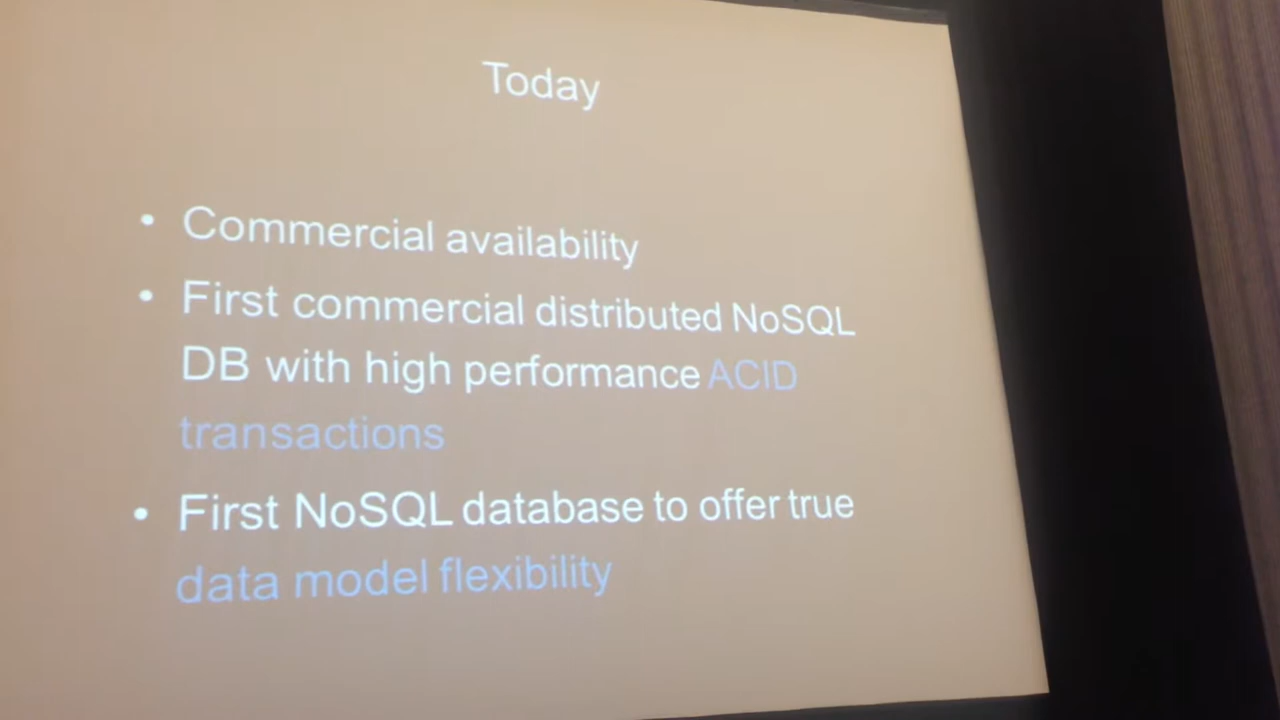 Today
• Commercial availability
• First commercial distributed NoSQL
DB with high performance ACID
transactions
• First NoSQL database to offer true
data model flexibility